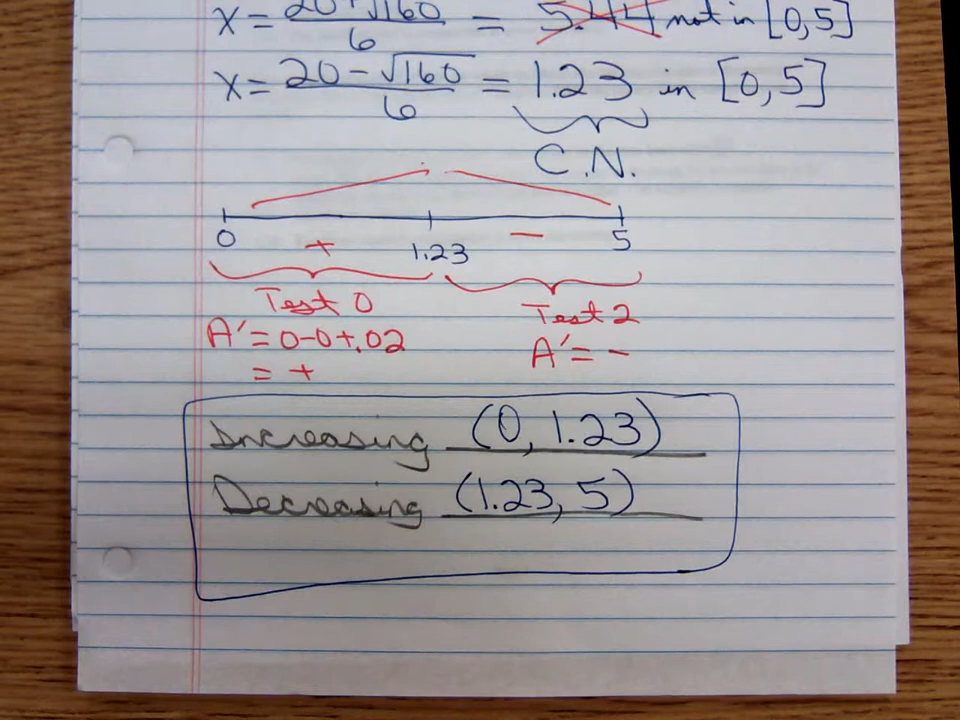 x = 20+√160/6 = 5.44 not in [0,5]
x = 20-√160/6 = 1.23 in [0,5]
C.N.
0 + 1.23 - 5
Test 0 Test 2
A' = 0-0+.02 A' = -
= +
Increasing (0, 1.23)
Decreasing (1.23, 5)